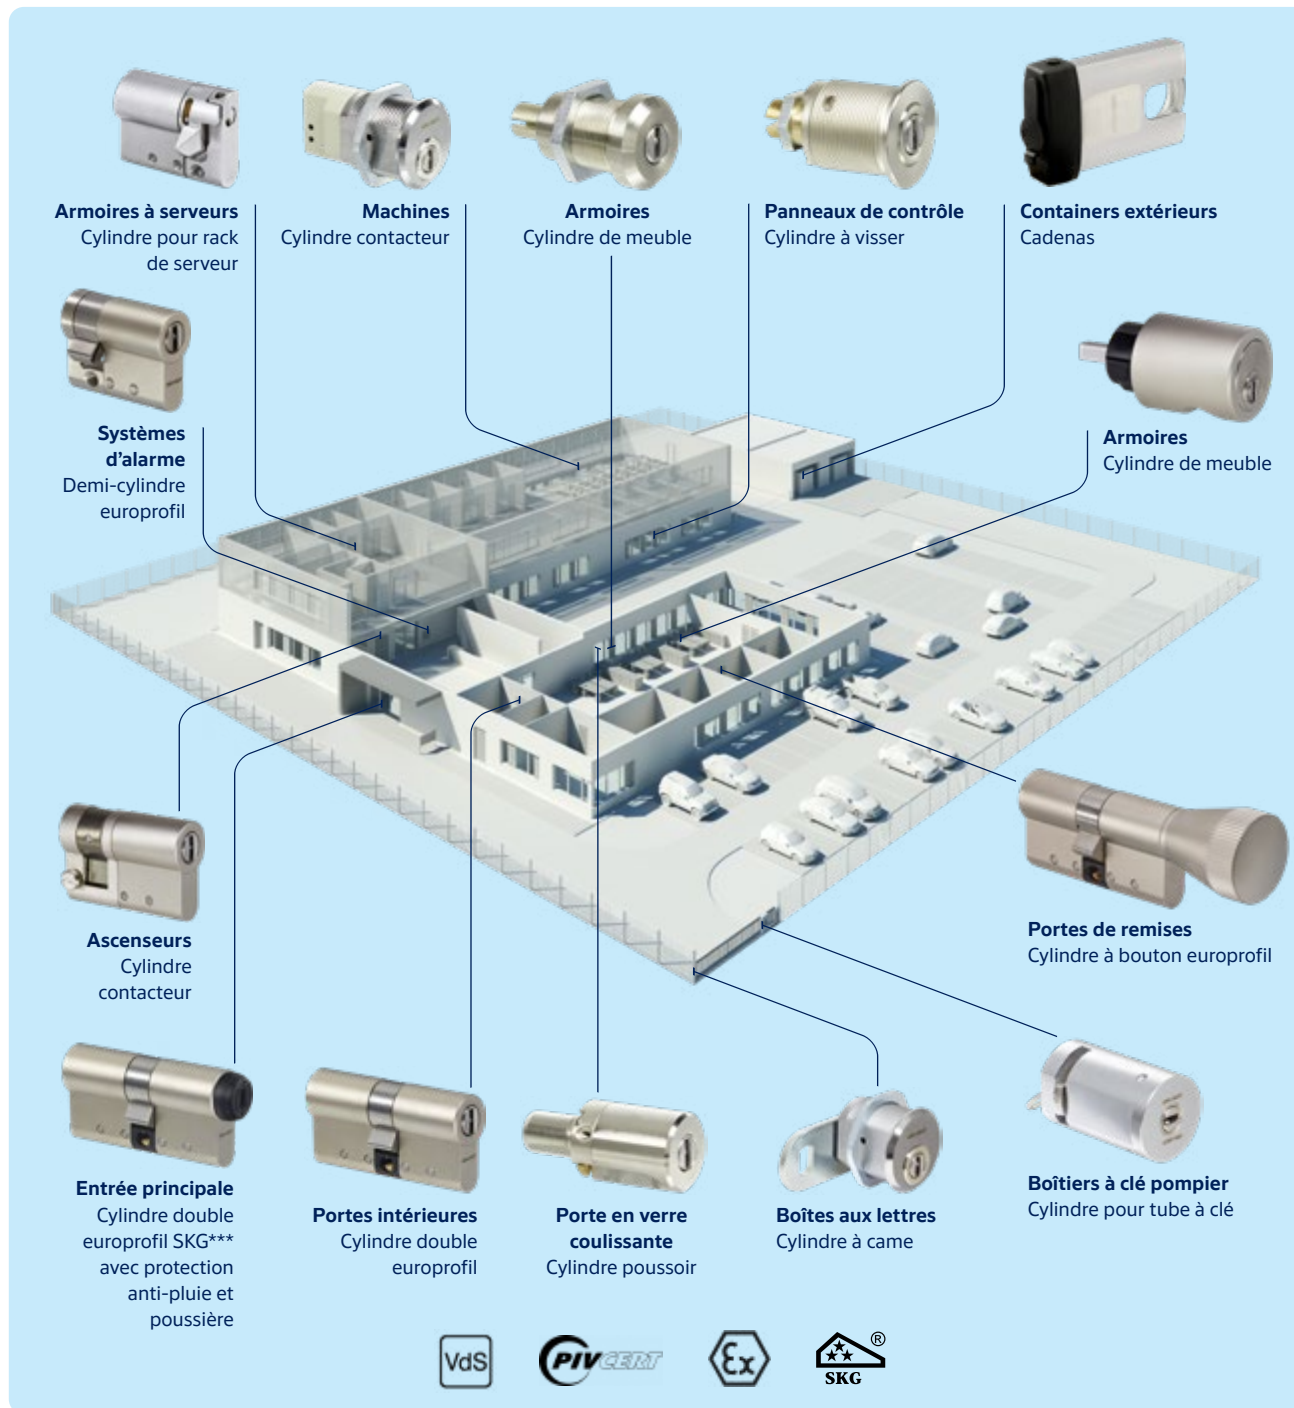 Armoires à serveurs
Cylindre pour rack
de serveur
Machines
Cylindre contacteur
Armoires
Cylindre de meuble
Panneaux de contrôle
Cylindre à visser
Containers extérieurs
Cadenas
Systèmes
d'alarme
Demi-cylindre
europrofil
Armoires
Cylindre de meuble
Ascenseurs
Cylindre
contacteur
Portes de remises
Cylindre à bouton europrofil
Entrée principale
Cylindre double
europrofil SKG***
avec protection
anti-pluie et
poussière
Portes intérieures
Cylindre double
europrofil
Porte en verre
coulissante
Cylindre poussoir
Boîtes aux lettres
Cylindre à came
Boîtiers à clé pompier
Cylindre pour tube à clé
VdS
PIVCERT
Ex
SKG
®